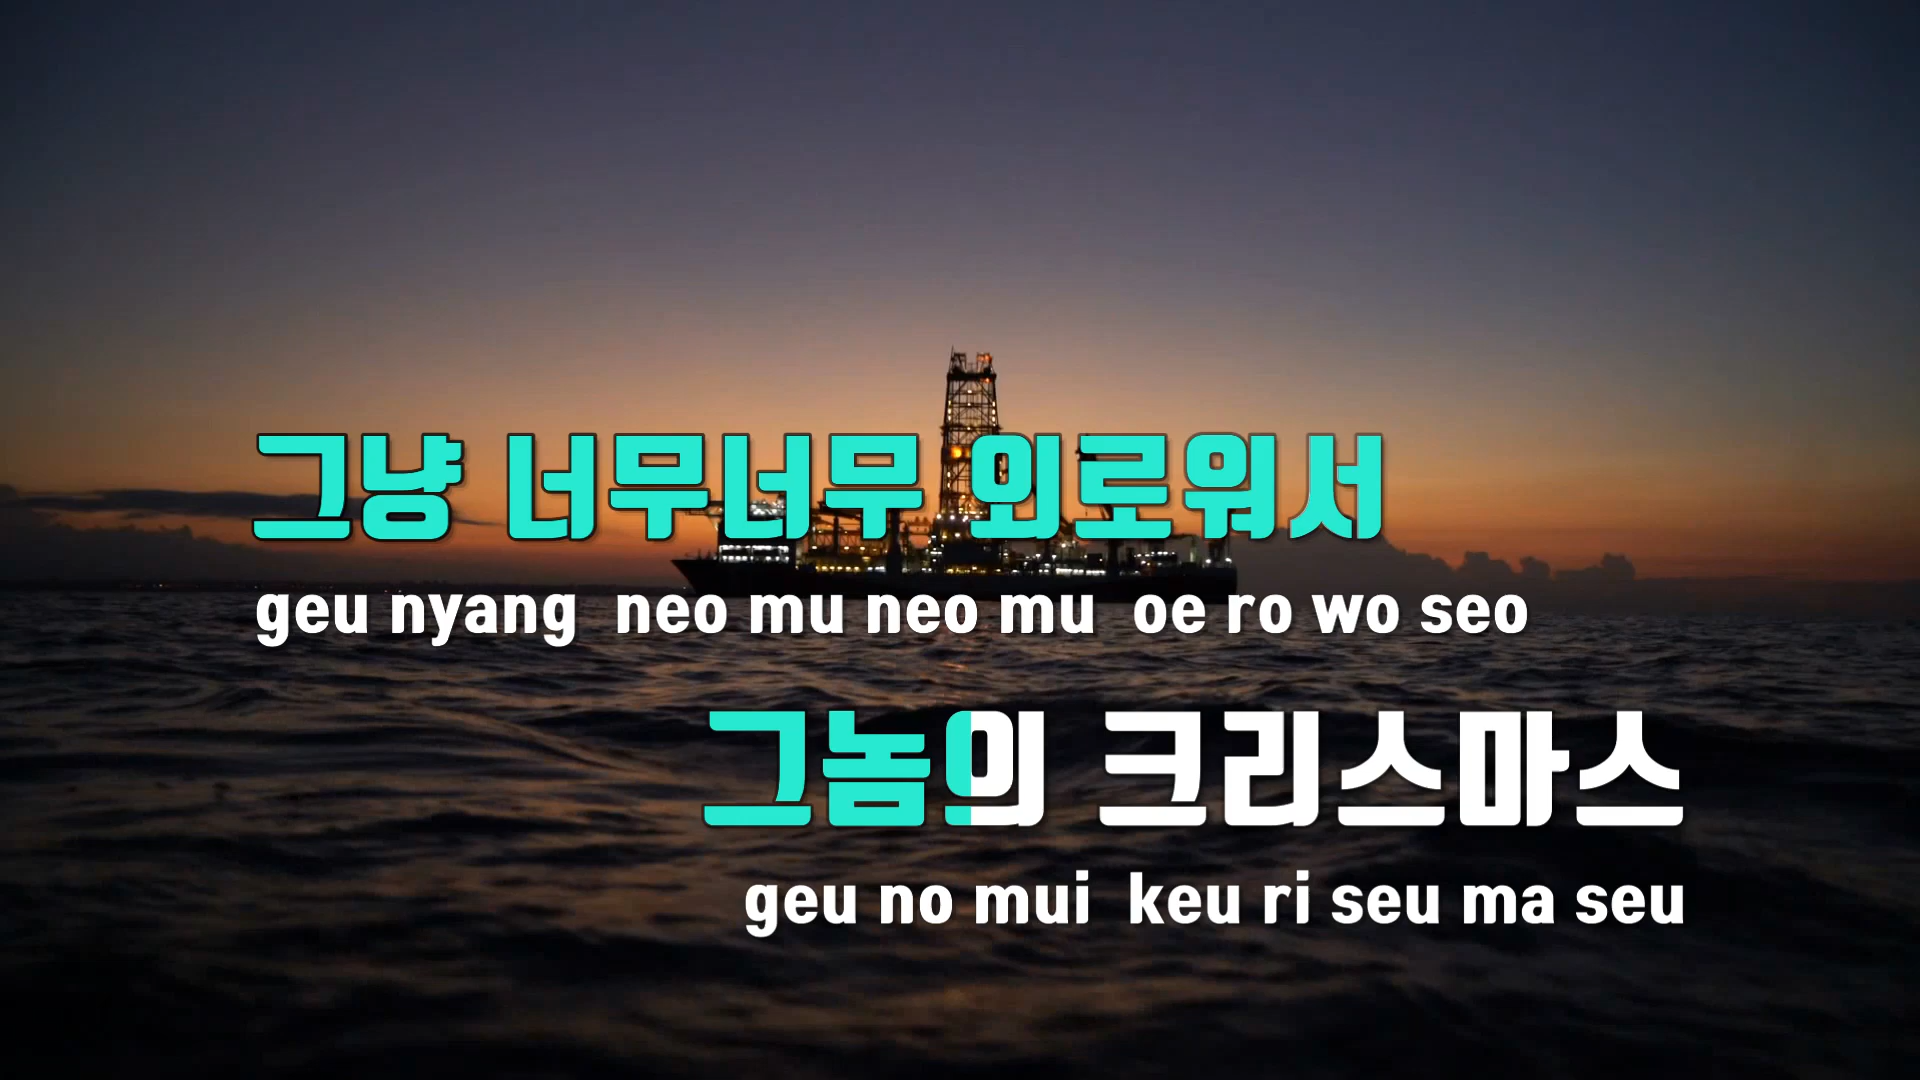 그냥 너무너무 외로워서
geu nyang neo mu neo mu oe ro wo seo
그놈의 크리스마스
geu no mui keu ri seu ma seu